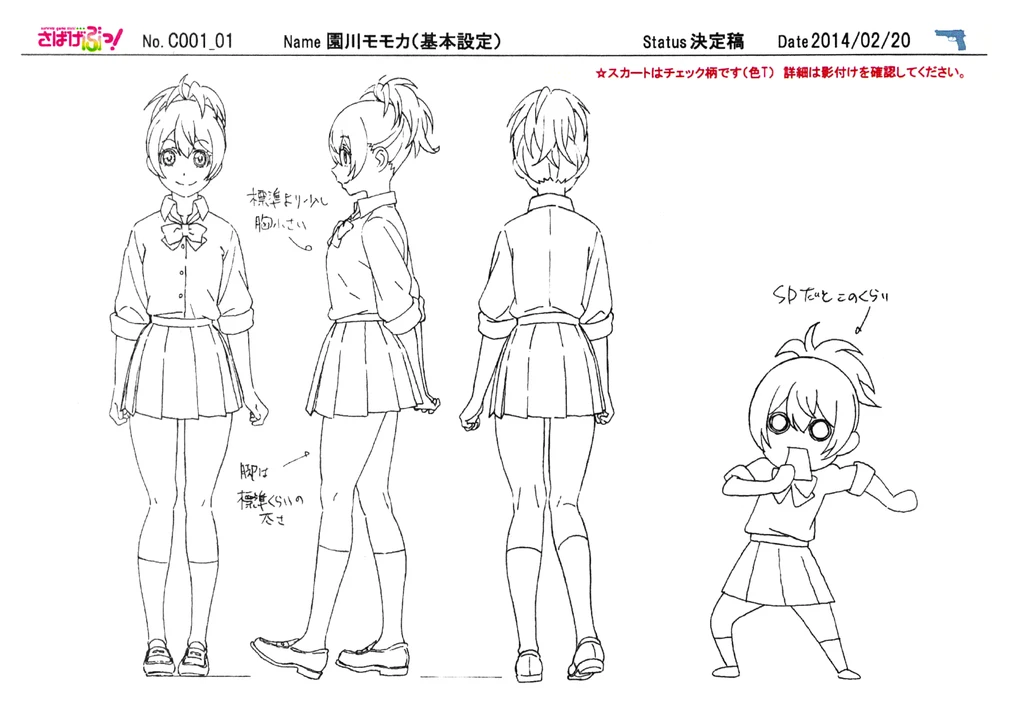 さばげぶっ!
No. C001_01 Name 園川モモカ(基本設定) Status 決定稿 Date 2014/02/20
☆スカートはチェック柄です(色T) 詳細は影付けを確認してください。
標準より少し
胸小さい
SDだとこのくらい
脚は
標準くらいの
太さ